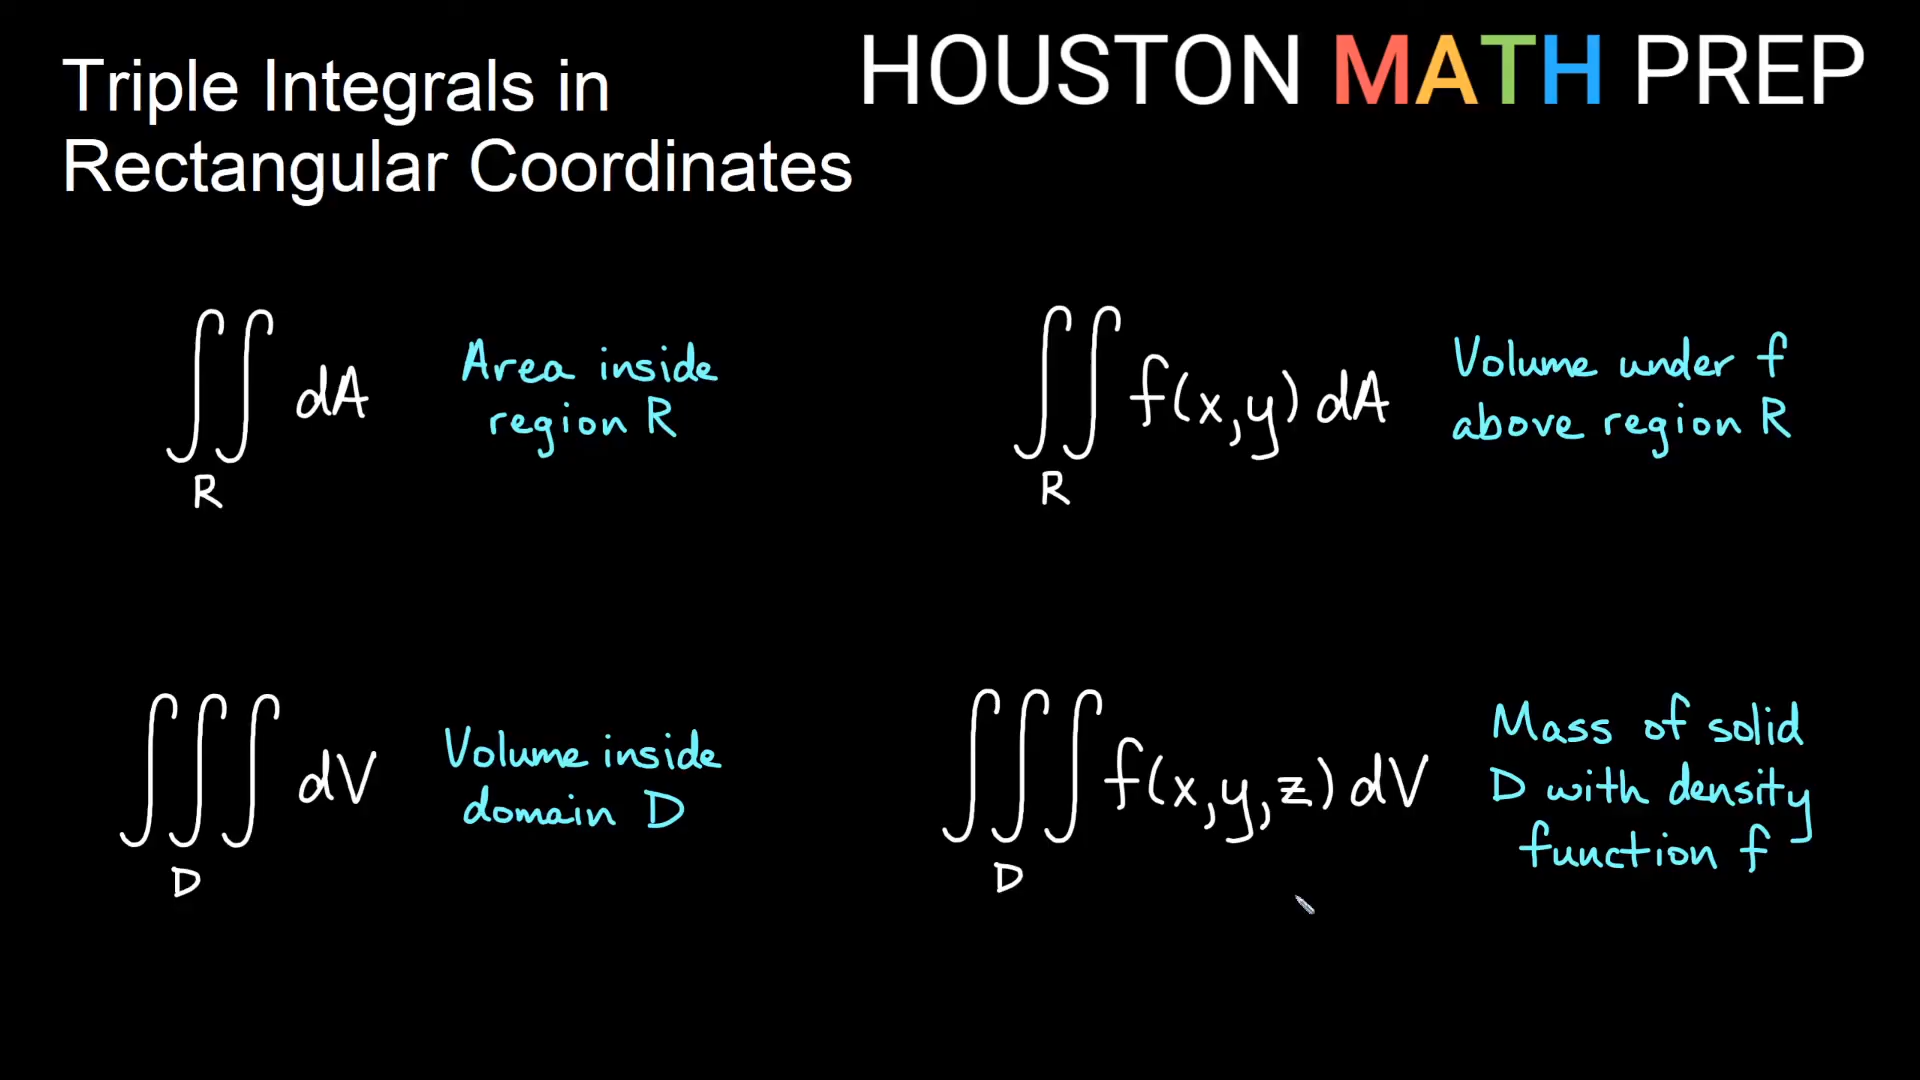 Triple Integrals in
Rectangular Coordinates
HOUSTON MATH PREP
∬ dA
R
Area inside
region R
∬ f(x,y) dA
R
Volume under f
above region R
∭ dV
D
Volume inside
domain D
∭ f(x,y,z) dV
D
Mass of solid
D with density
function f